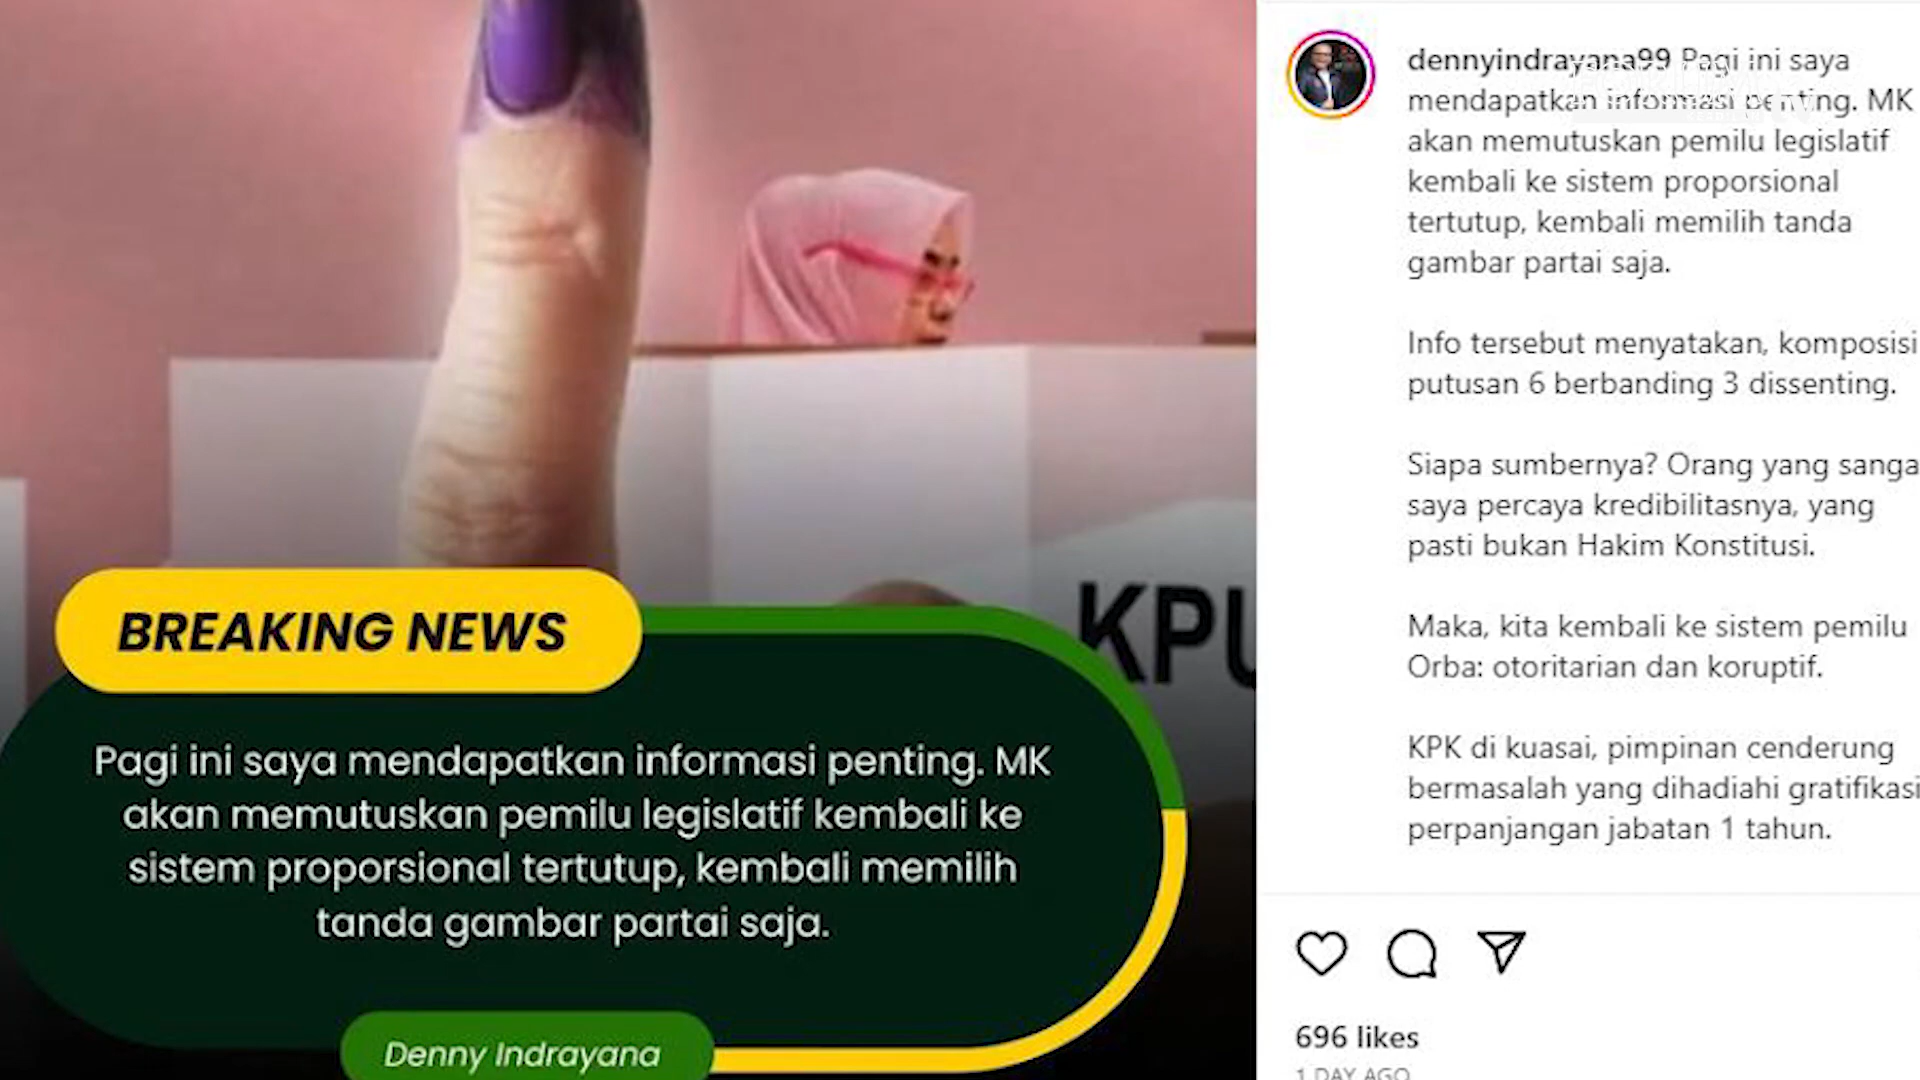 KPU
BREAKING NEWS
Pagi ini saya mendapatkan informasi penting. MK
akan memutuskan pemilu legislatif kembali ke
sistem proporsional tertutup, kembali memilih
tanda gambar partai saja.
Denny Indrayana
dennyindrayana99 Pagi ini saya
mendapatkan informasi penting. MK
akan memutuskan pemilu legislatif
kembali ke sistem proporsional
tertutup, kembali memilih tanda
gambar partai saja.
Info tersebut menyatakan, komposisi
putusan 6 berbanding 3 dissenting.
Siapa sumbernya? Orang yang sanga
saya percaya kredibilitasnya, yang
pasti bukan Hakim Konstitusi.
Maka, kita kembali ke sistem pemilu
Orba: otoritarian dan koruptif.
KPK di kuasai, pimpinan cenderung
bermasalah yang dihadiahi gratifikasi
perpanjangan jabatan 1 tahun.
696 likes
1 DAY AGO